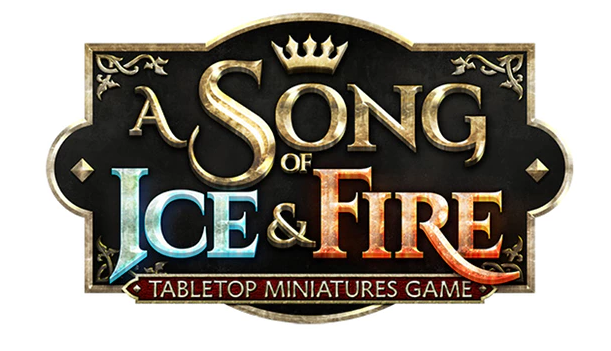 A SONG
OF
ICE & FIRE
TABLETOP MINIATURES GAME